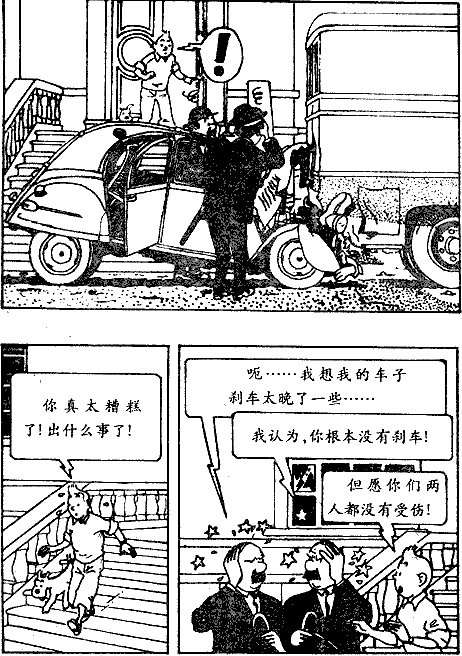 !
你真太糟糕
了!出什么事了!
呃……我想我的车子
刹车太晚了一些……
我认为,你根本没有刹车!
但愿你们两
人都没有受伤!